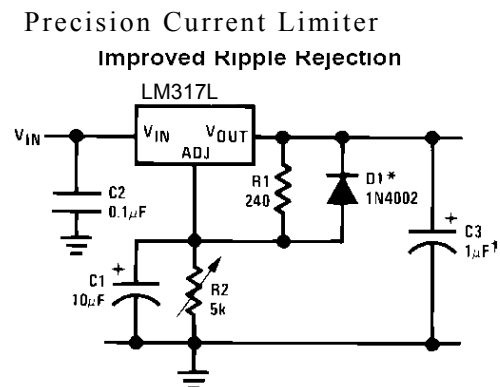 Precision Current Limiter
Improved Ripple Rejection
LM317L
VIN
VIN VOUT
ADJ
C2
0.1μF
R1
240
D1*
1N4002
C3
1μF†
C1
10μF
R2
5k
+
+